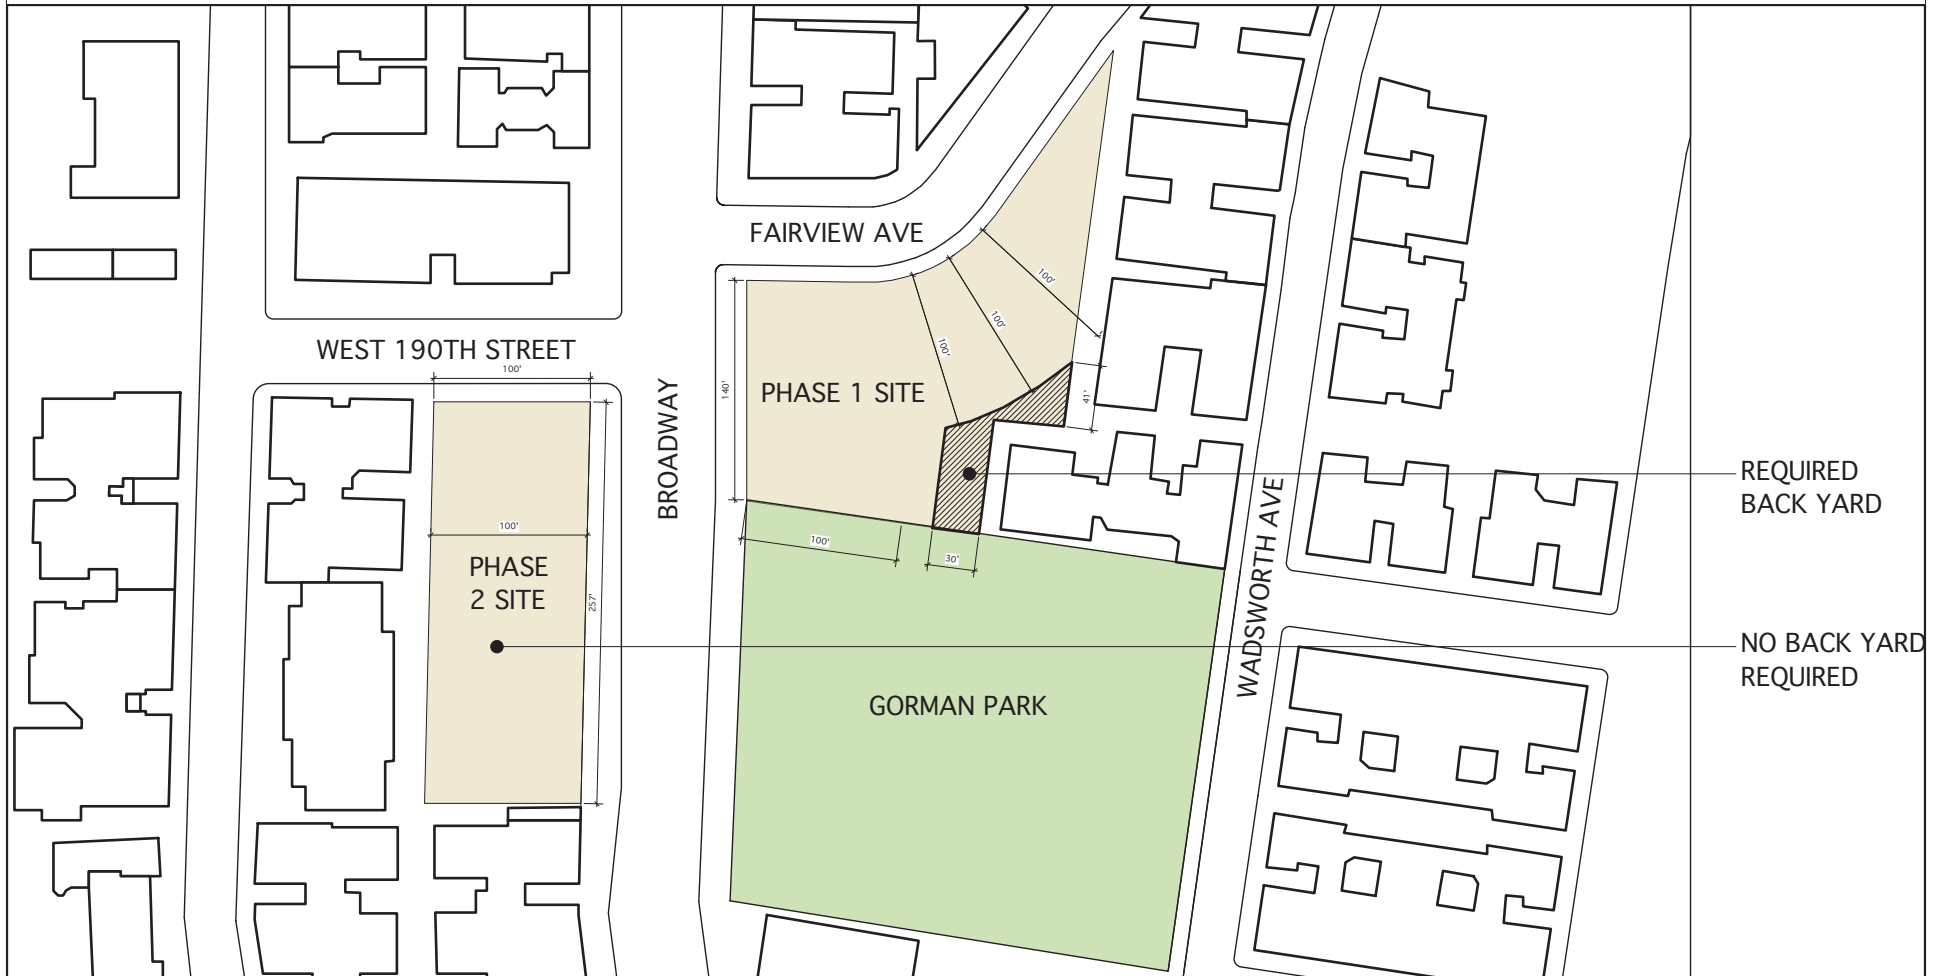 FAIRVIEW AVE
100'
WEST 190TH STREET
100'
100'
100'
140'
PHASE 1 SITE
41'
BROADWAY
REQUIRED
BACK YARD
100'
100'
30'
PHASE
2 SITE
257'
WADSWORTH AVE
NO BACK YARD
REQUIRED
GORMAN PARK